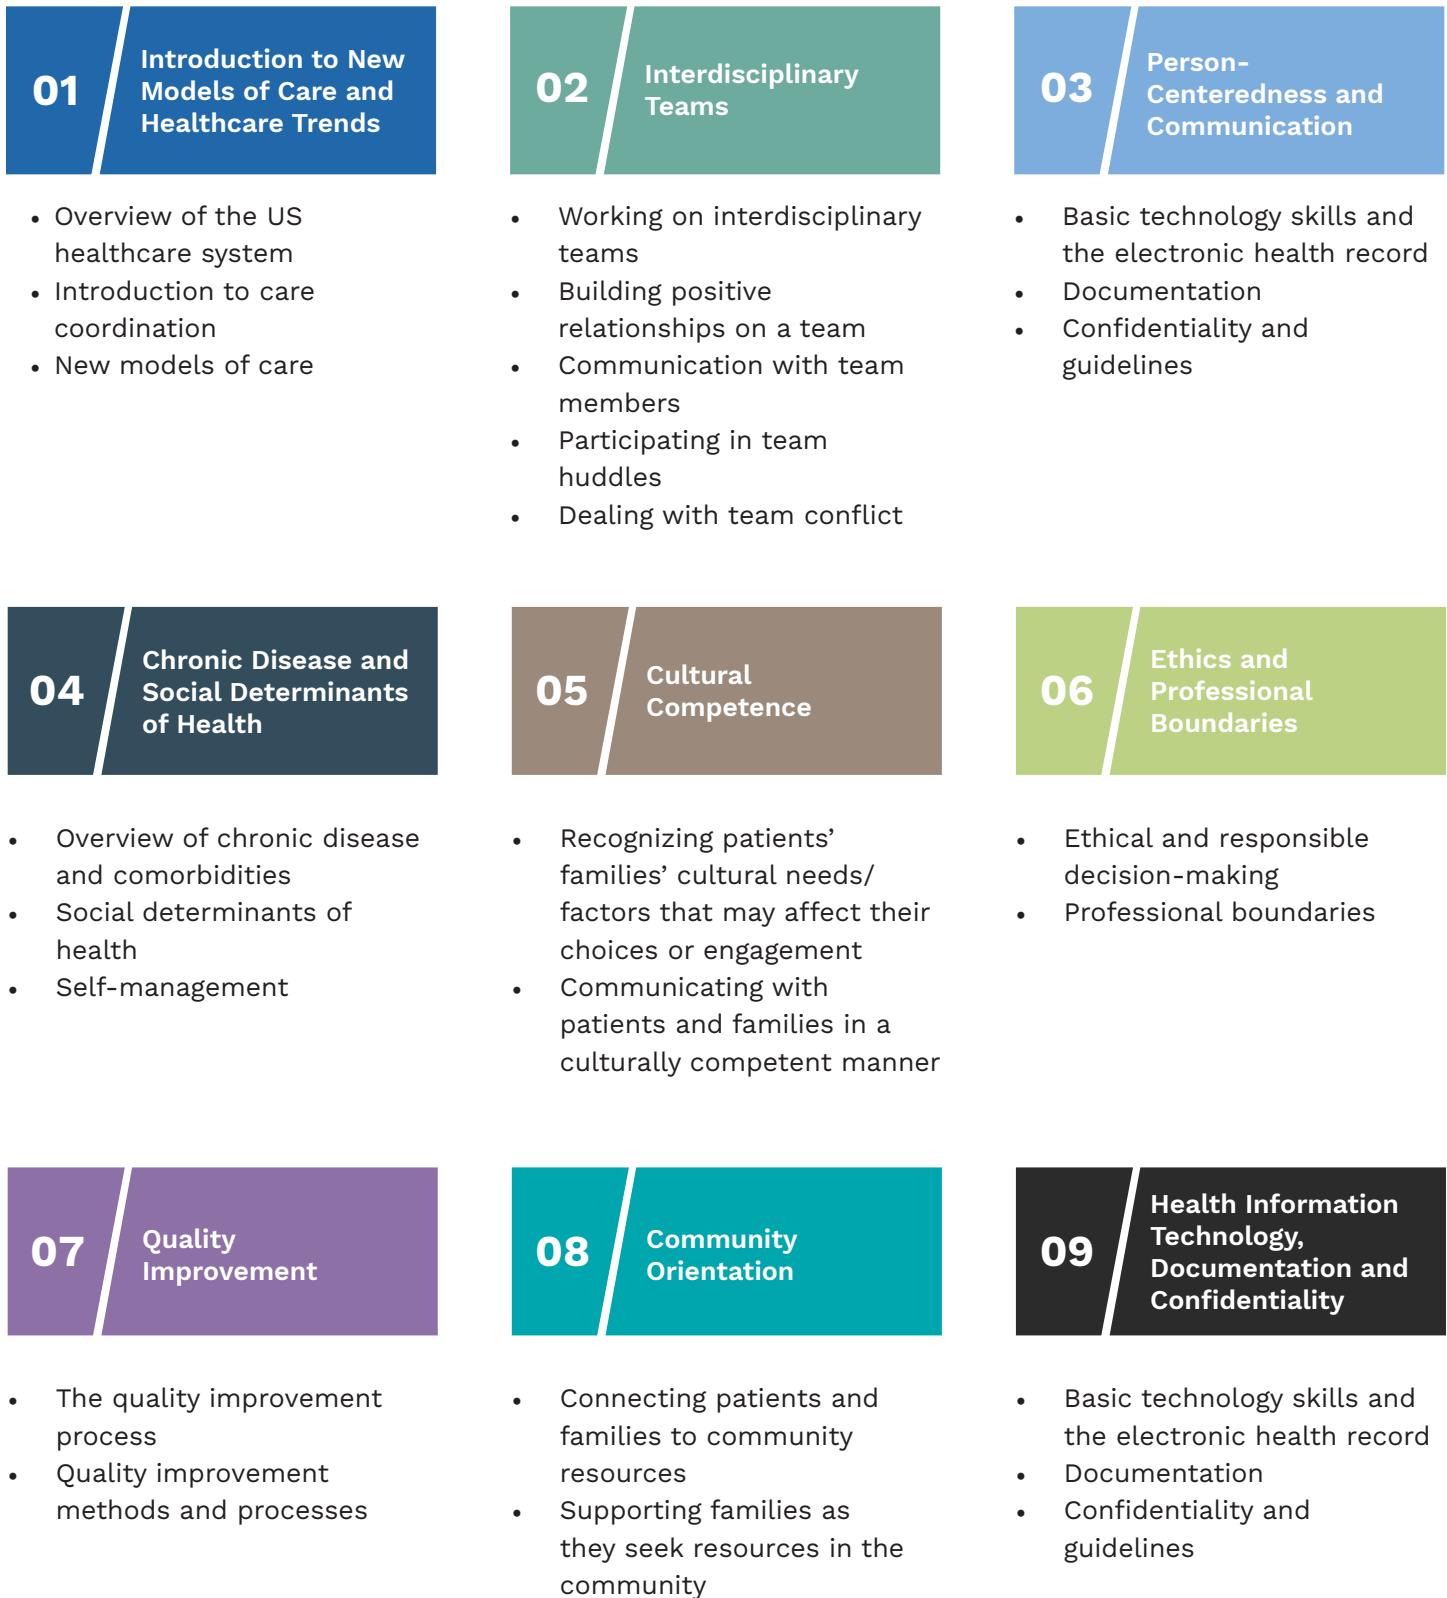 01
Introduction to New
Models of Care and
Healthcare Trends
• Overview of the US
healthcare system
• Introduction to care
coordination
• New models of care
02
Interdisciplinary
Teams
• Working on interdisciplinary
teams
• Building positive
relationships on a team
• Communication with team
members
• Participating in team
huddles
• Dealing with team conflict
03
Person-
Centeredness and
Communication
• Basic technology skills and
the electronic health record
• Documentation
• Confidentiality and
guidelines
04
Chronic Disease and
Social Determinants
of Health
• Overview of chronic disease
and comorbidities
• Social determinants of
health
• Self-management
05
Cultural
Competence
• Recognizing patients’
families’ cultural needs/
factors that may affect their
choices or engagement
• Communicating with
patients and families in a
culturally competent manner
06
Ethics and
Professional
Boundaries
• Ethical and responsible
decision-making
• Professional boundaries
07
Quality
Improvement
• The quality improvement
process
• Quality improvement
methods and processes
08
Community
Orientation
• Connecting patients and
families to community
resources
• Supporting families as
they seek resources in the
community
09
Health Information
Technology,
Documentation and
Confidentiality
• Basic technology skills and
the electronic health record
• Documentation
• Confidentiality and
guidelines